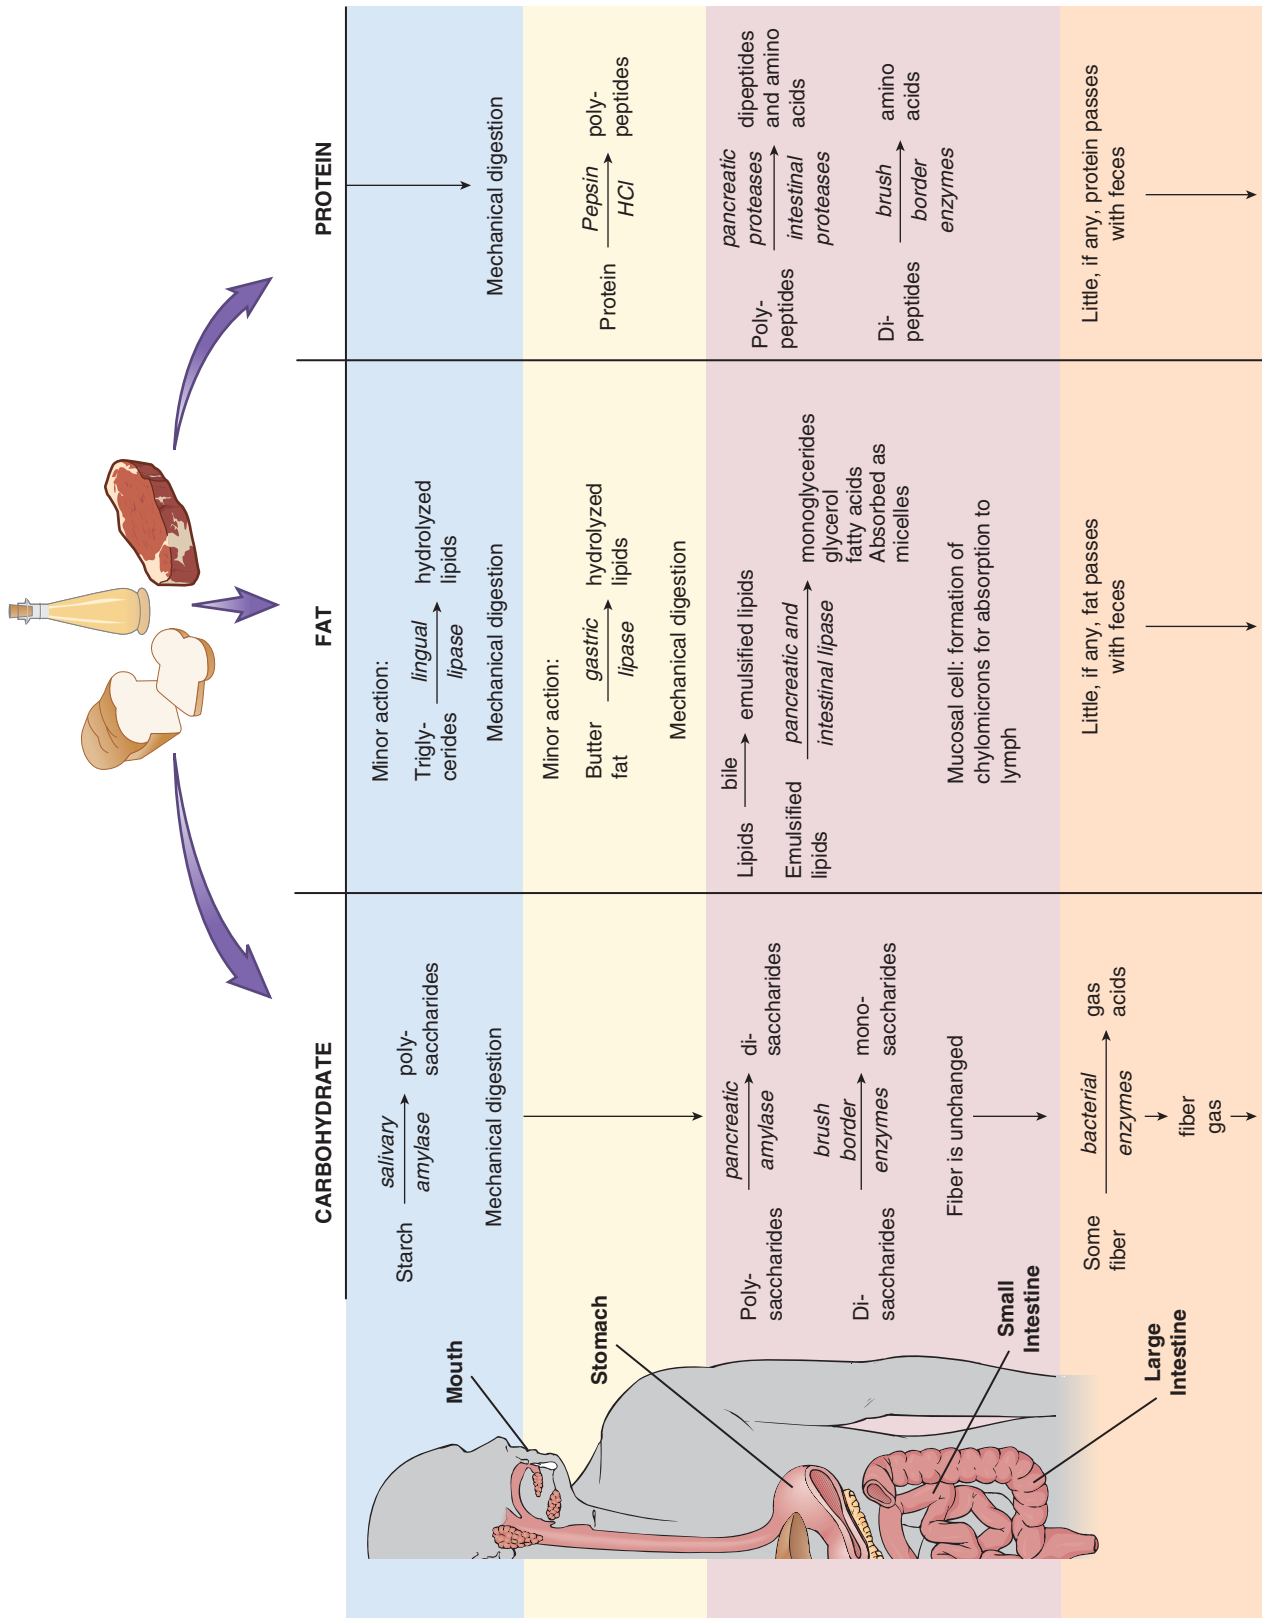 CARBOHYDRATE
FAT
PROTEIN
Mouth
Starch
salivary
amylase
poly-
saccharides
Mechanical digestion
Minor action:
Trigly-
cerides
lingual
lipase
hydrolyzed
lipids
Mechanical digestion
Mechanical digestion
Stomach
Minor action:
Butter
fat
gastric
lipase
hydrolyzed
lipids
Mechanical digestion
Protein
Pepsin
HCl
poly-
peptides
Small
Intestine
Poly-
saccharides
pancreatic
amylase
di-
saccharides
Di-
saccharides
brush
border
enzymes
mono-
saccharides
Fiber is unchanged
Lipids
bile
emulsified lipids
Emulsified
lipids
pancreatic and
intestinal lipase
monoglycerides
glycerol
fatty acids
Absorbed as
micelles
Mucosal cell: formation of
chylomicrons for absorption to
lymph
Poly-
peptides
pancreatic
proteases
intestinal
proteases
dipeptides
and amino
acids
Di-
peptides
brush
border
enzymes
amino
acids
Large
Intestine
Some
fiber
bacterial
enzymes
gas
acids
fiber
gas
Little, if any, fat passes
with feces
Little, if any, protein passes
with feces